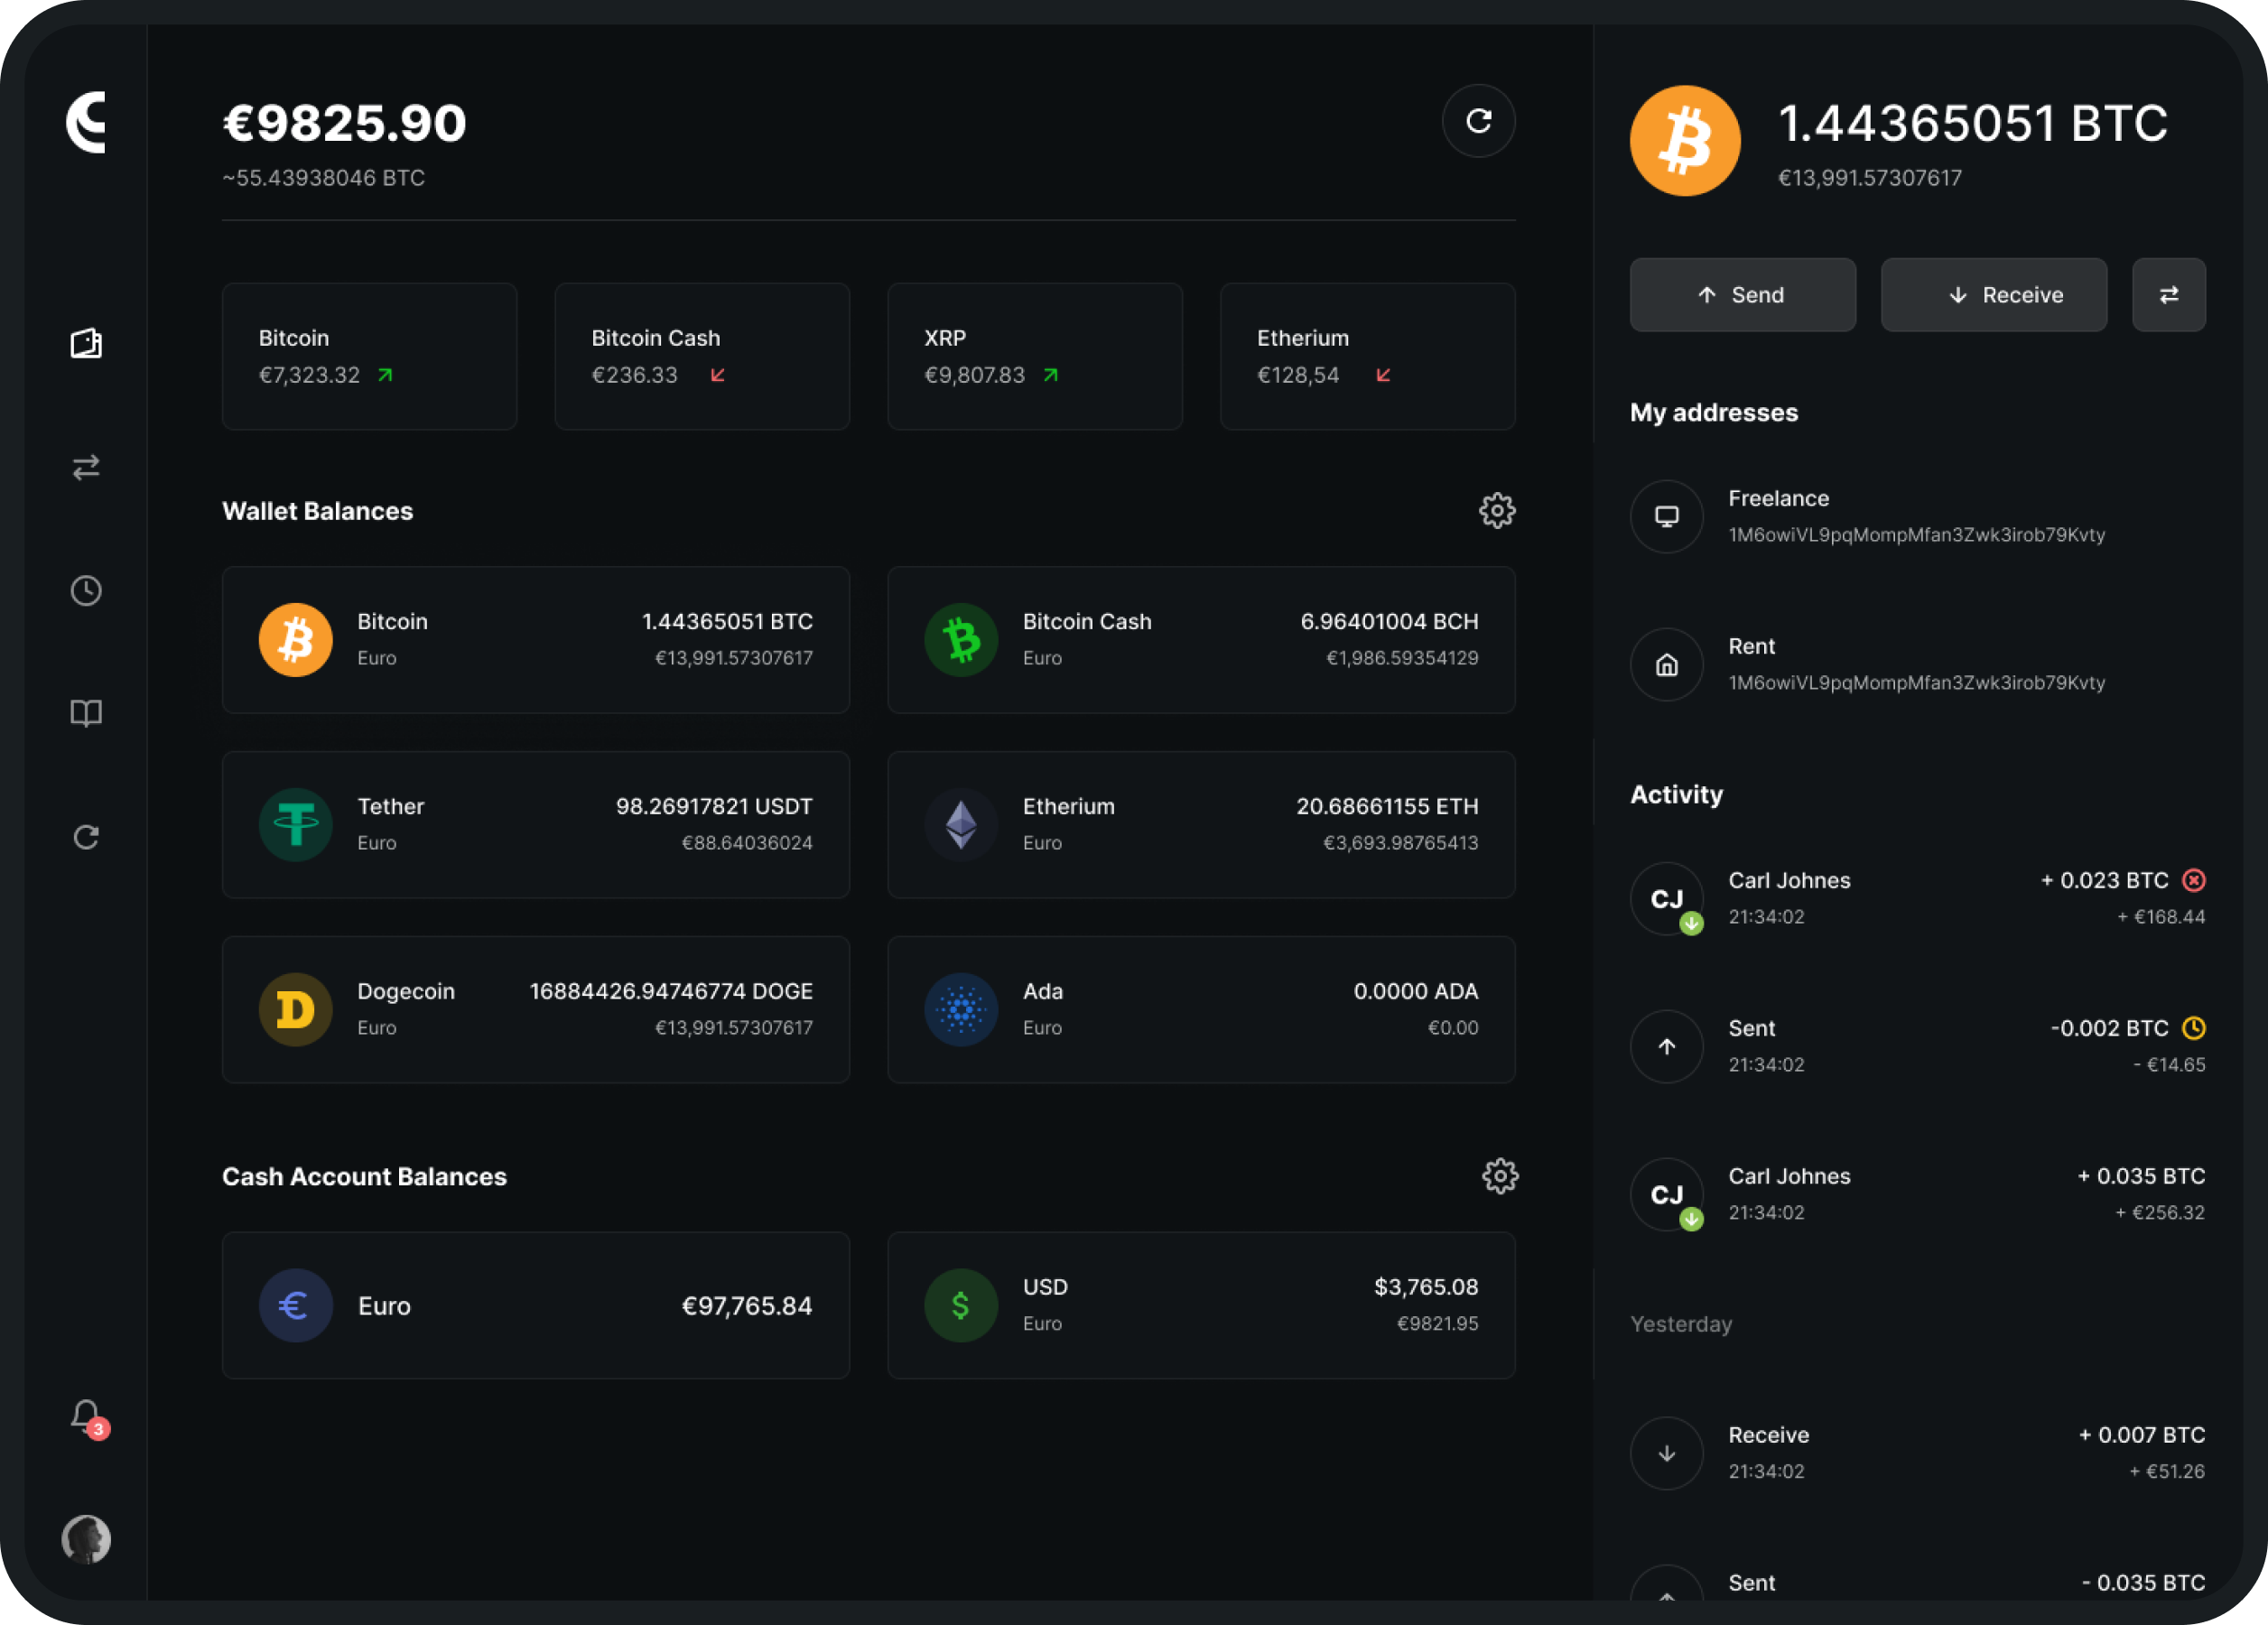 €9825.90
~55.43938046 BTC
Bitcoin
€7,323.32
Bitcoin Cash
€236.33
XRP
€9,807.83
Etherium
€128,54
Wallet Balances
Bitcoin 1.44365051 BTC
Euro €13,991.57307617
Bitcoin Cash 6.96401004 BCH
Euro €1,986.59354129
Tether 98.26917821 USDT
Euro €88.64036024
Etherium 20.68661155 ETH
Euro €3,693.98765413
Dogecoin 16884426.94746774 DOGE
Euro €13,991.57307617
Ada 0.0000 ADA
Euro €0.00
Cash Account Balances
€ Euro €97,765.84
$ USD $3,765.08
Euro €9821.95
3
1.44365051 BTC
€13,991.57307617
Send
Receive
My addresses
Freelance
1M6owiVL9pqMompMfan3Zwk3irob79Kvty
Rent
1M6owiVL9pqMompMfan3Zwk3irob79Kvty
Activity
CJ
Carl Johnes + 0.023 BTC
21:34:02 + €168.44
Sent -0.002 BTC
21:34:02 - €14.65
CJ
Carl Johnes + 0.035 BTC
21:34:02 + €256.32
Yesterday
Receive + 0.007 BTC
21:34:02 + €51.26
Sent - 0.035 BTC